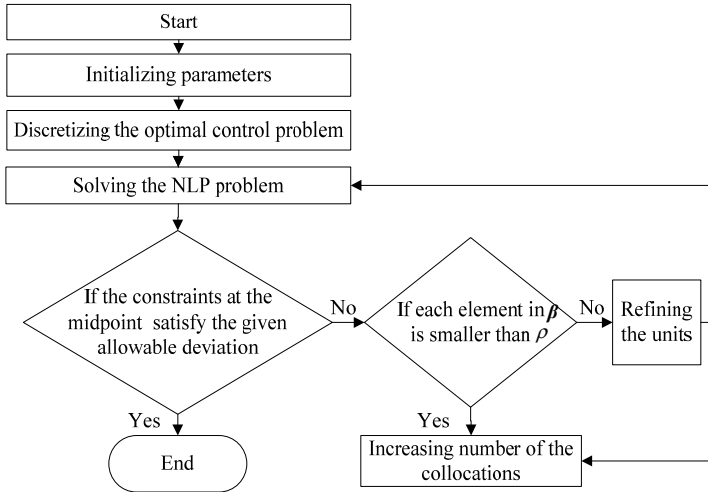 Start
Initializing parameters
Discretizing the optimal control problem
Solving the NLP problem
If the constraints at the
midpoint satisfy the given
allowable deviation
No
If each element in β
is smaller than ρ
No
Refining
the units
Yes
Yes
End
Increasing number of the
collocations